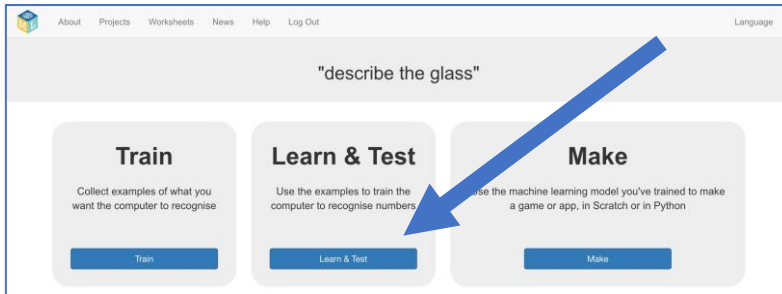 About Projects Worksheets News Help Log Out Language
"describe the glass"
Train
Collect examples of what you
want the computer to recognise
Train
Learn & Test
Use the examples to train the
computer to recognise numbers
Learn & Test
Make
se the machine learning model you've trained to make
a game or app, in Scratch or in Python
Make